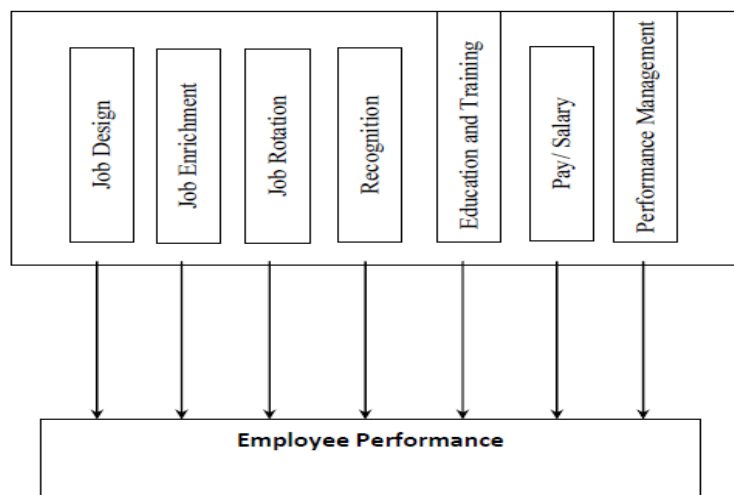 Job Design
Job Enrichment
Job Rotation
Recognition
Education and Training
Pay/ Salary
Performance Management
Employee Performance